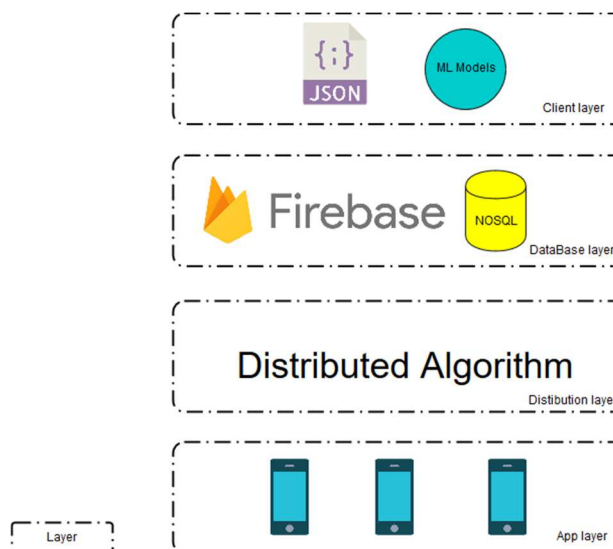 {;}
JSON
ML Models
Client layer
Firebase
NOSQL
DataBase layer
Distributed Algorithm
Distibution laye
App layer
Layer